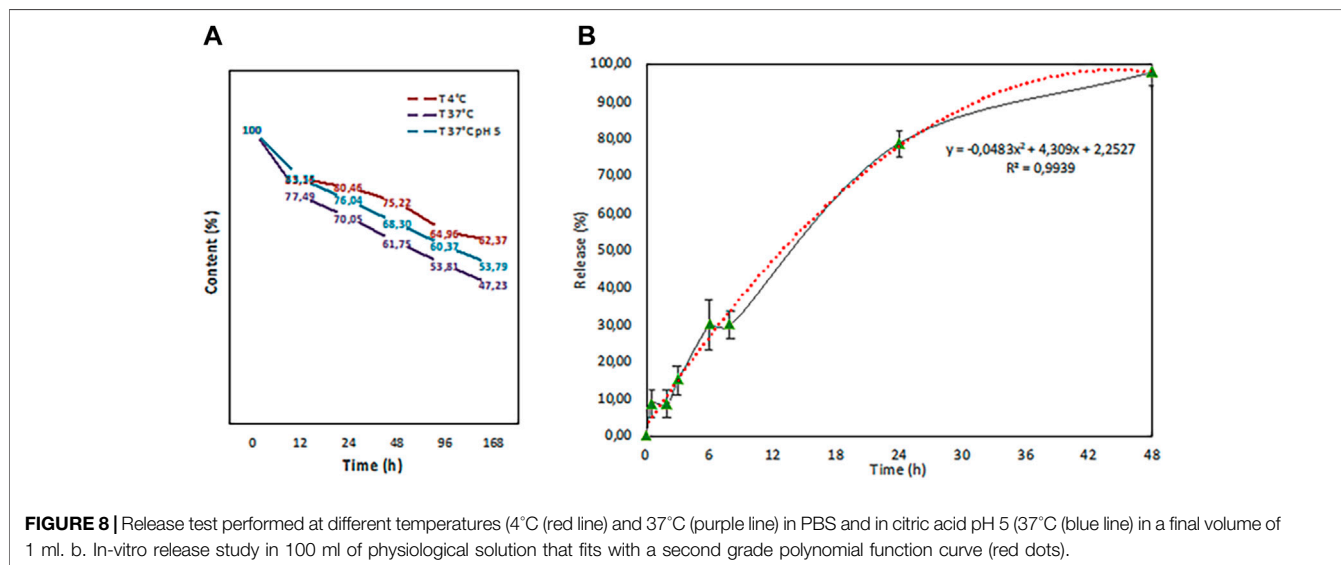 A
100
T 4°C
T 37°C
T 37°C pH 5
80,46
75,22
64,96
62,37
76,04
68,30
60,37
53,79
77,49
70,05
61,75
53,81
47,23
Content (%)
0 12 24 48 96 168
Time (h)
B
100,00
90,00
80,00
70,00
60,00
50,00
40,00
30,00
20,00
10,00
0,00
Release (%)
y = -0,0483x² + 4,309x + 2,2527
R² = 0,9939
0 6 12 18 24 30 36 42 48
Time (h)
FIGURE 8 | Release test performed at different temperatures (4°C (red line) and 37°C (purple line) in PBS and in citric acid pH 5 (37°C (blue line) in a final volume of
1 ml. b. In-vitro release study in 100 ml of physiological solution that fits with a second grade polynomial function curve (red dots).